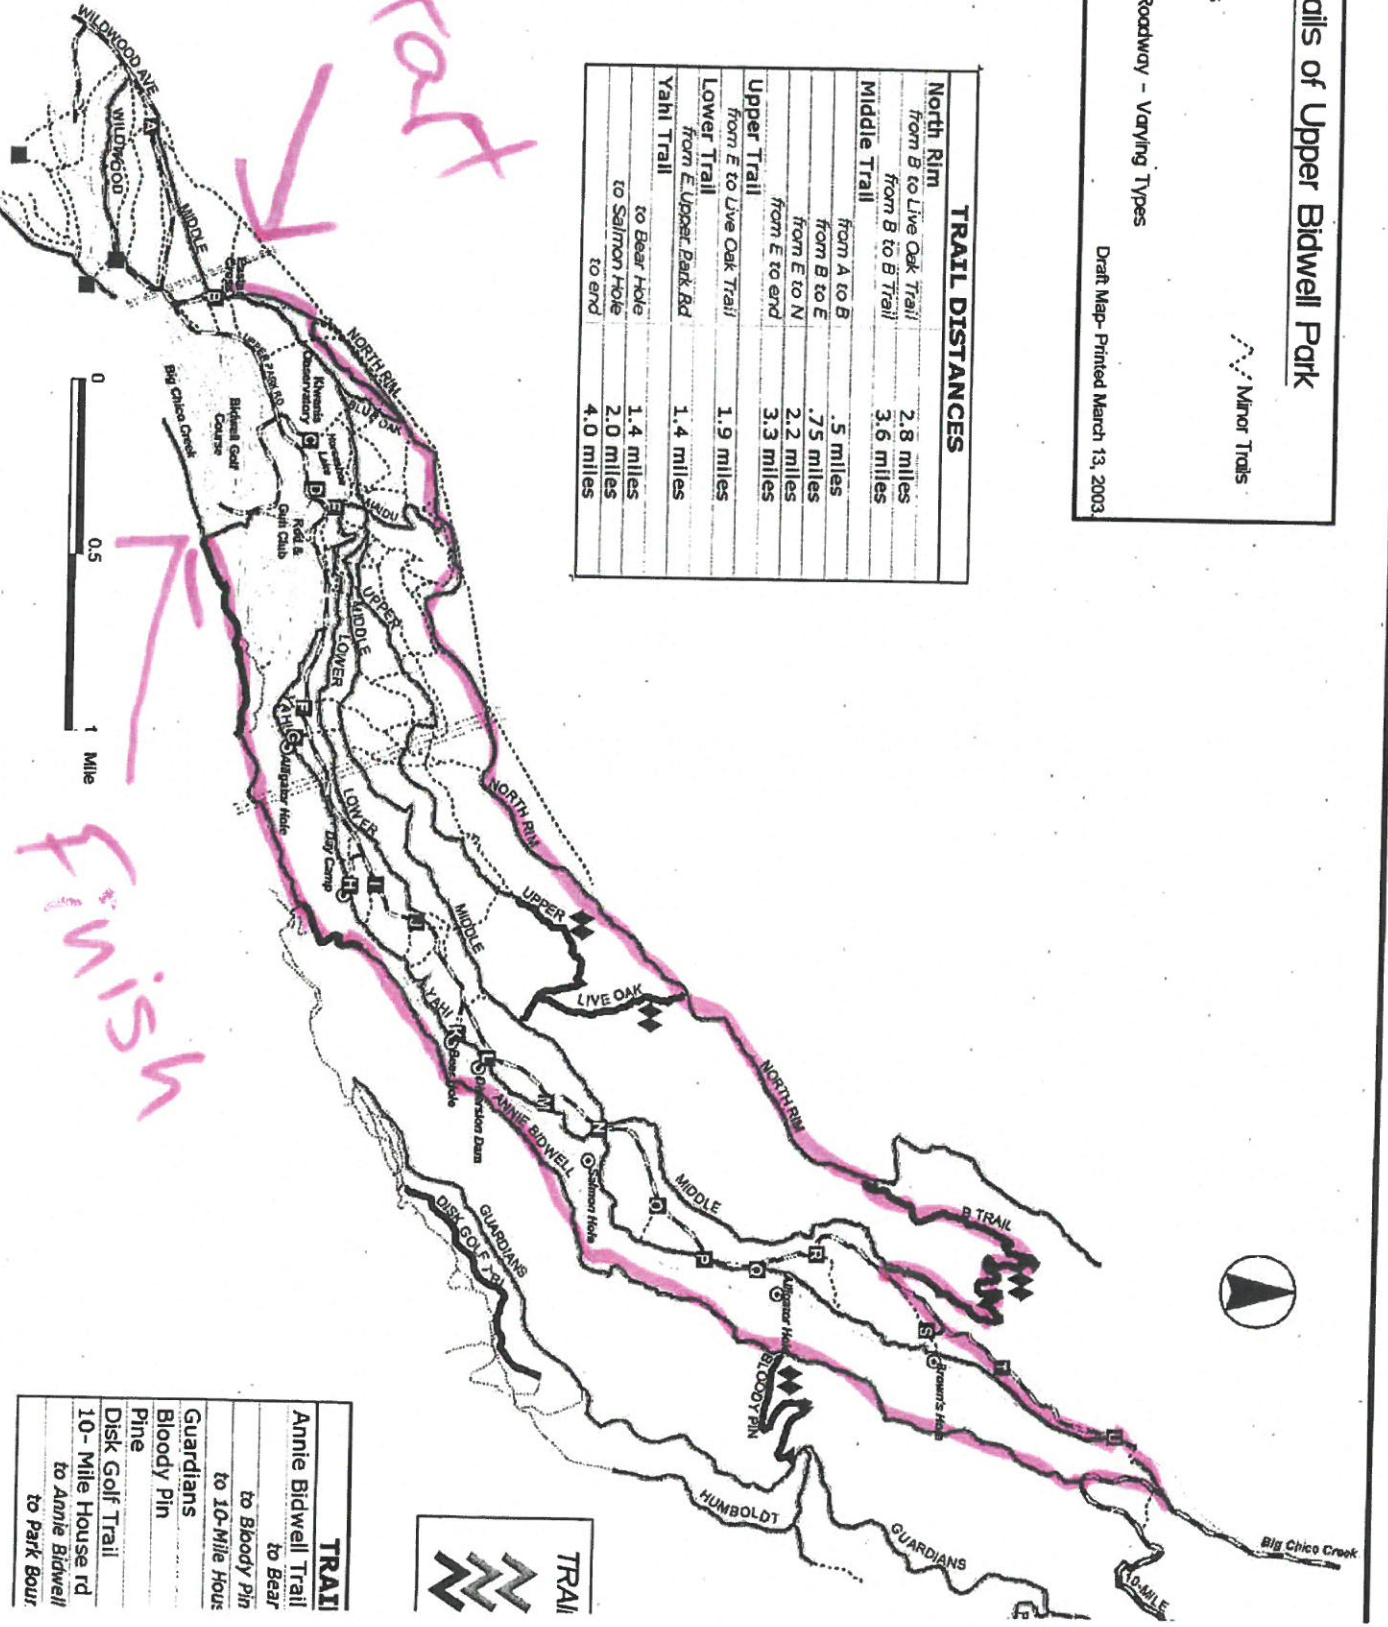 ails of Upper Bidwell Park
Minor Trails
Roadway - Varying Types
Draft Map- Printed March 13, 2003.
TRAIL DISTANCES
North Rim
from B to Live Oak Trail 2.8 miles
from B to B Trail 3.6 miles
Middle Trail
from A to B .5 miles
from B to E .75 miles
from E to N 2.2 miles
from E to end 3.3 miles
Upper Trail
from E to Live Oak Trail 1.9 miles
Lower Trail
from E Upper Park Rd 1.4 miles
Yahi Trail
to Bear Hole 1.4 miles
to Salmon Hole 2.0 miles
to end 4.0 miles
art
Finish
WILDWOOD AVE
WILDWOOD
A
MIDDLE
B
NORTH RIM
BLUE OAK
UPPER PARK RD
Kiwanis
Observatory
C
Horseshoe
Lake
D
E
MAIDU
Rod &
Gun Club
Bidwell Golf
Course
Big Chico Creek
0 0.5 1 Mile
UPPER
MIDDLE
LOWER
F
YAHI
G
Alligator Hole
NORTH RIM
LOWER
Day Camp
H
I
J
UPPER
MIDDLE
LIVE OAK
YAHI
K
Bear Hole
L
Diversion Dam
M
ANNIE BIDWELL
N
Salmon Hole
NORTH RIM
O
MIDDLE
P
Q
R
Alligator Hole
B TRAIL
S
Brown's Hole
T
U
BLOODY PIN
GUARDIANS
DISK GOLF TRL
HUMBOLDT
GUARDIANS
Big Chico Creek
10-MILE
TRAI
TRAI
Annie Bidwell Trail
to Bear
to Bloody Pin
to 10-Mile Hous
Guardians
Bloody Pin
Pine
Disk Golf Trail
10- Mile House rd
to Annie Bidwell
to Park Bour